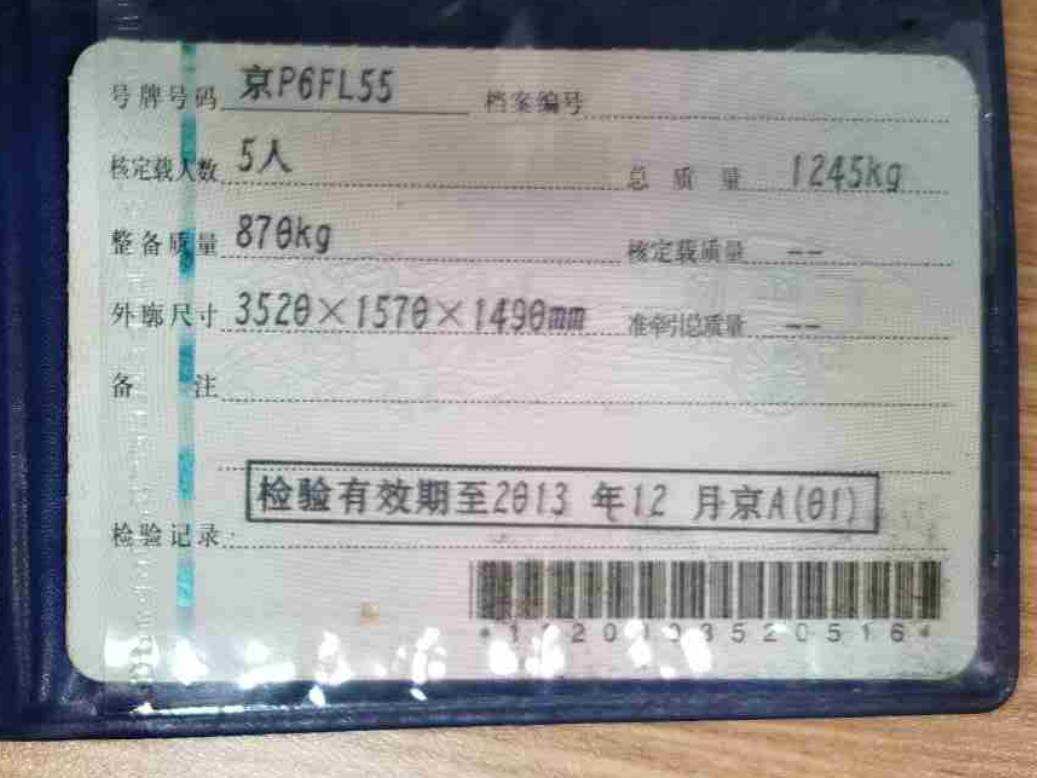 号牌号码 京P6FL55 档案编号
核定载人数 5人 总质量 1245kg
整备质量 870kg 核定载质量 --
外廓尺寸 3520×1570×1490mm 准牵引总质量 --
备注
检验有效期至2013 年12 月京A(01)
检验记录